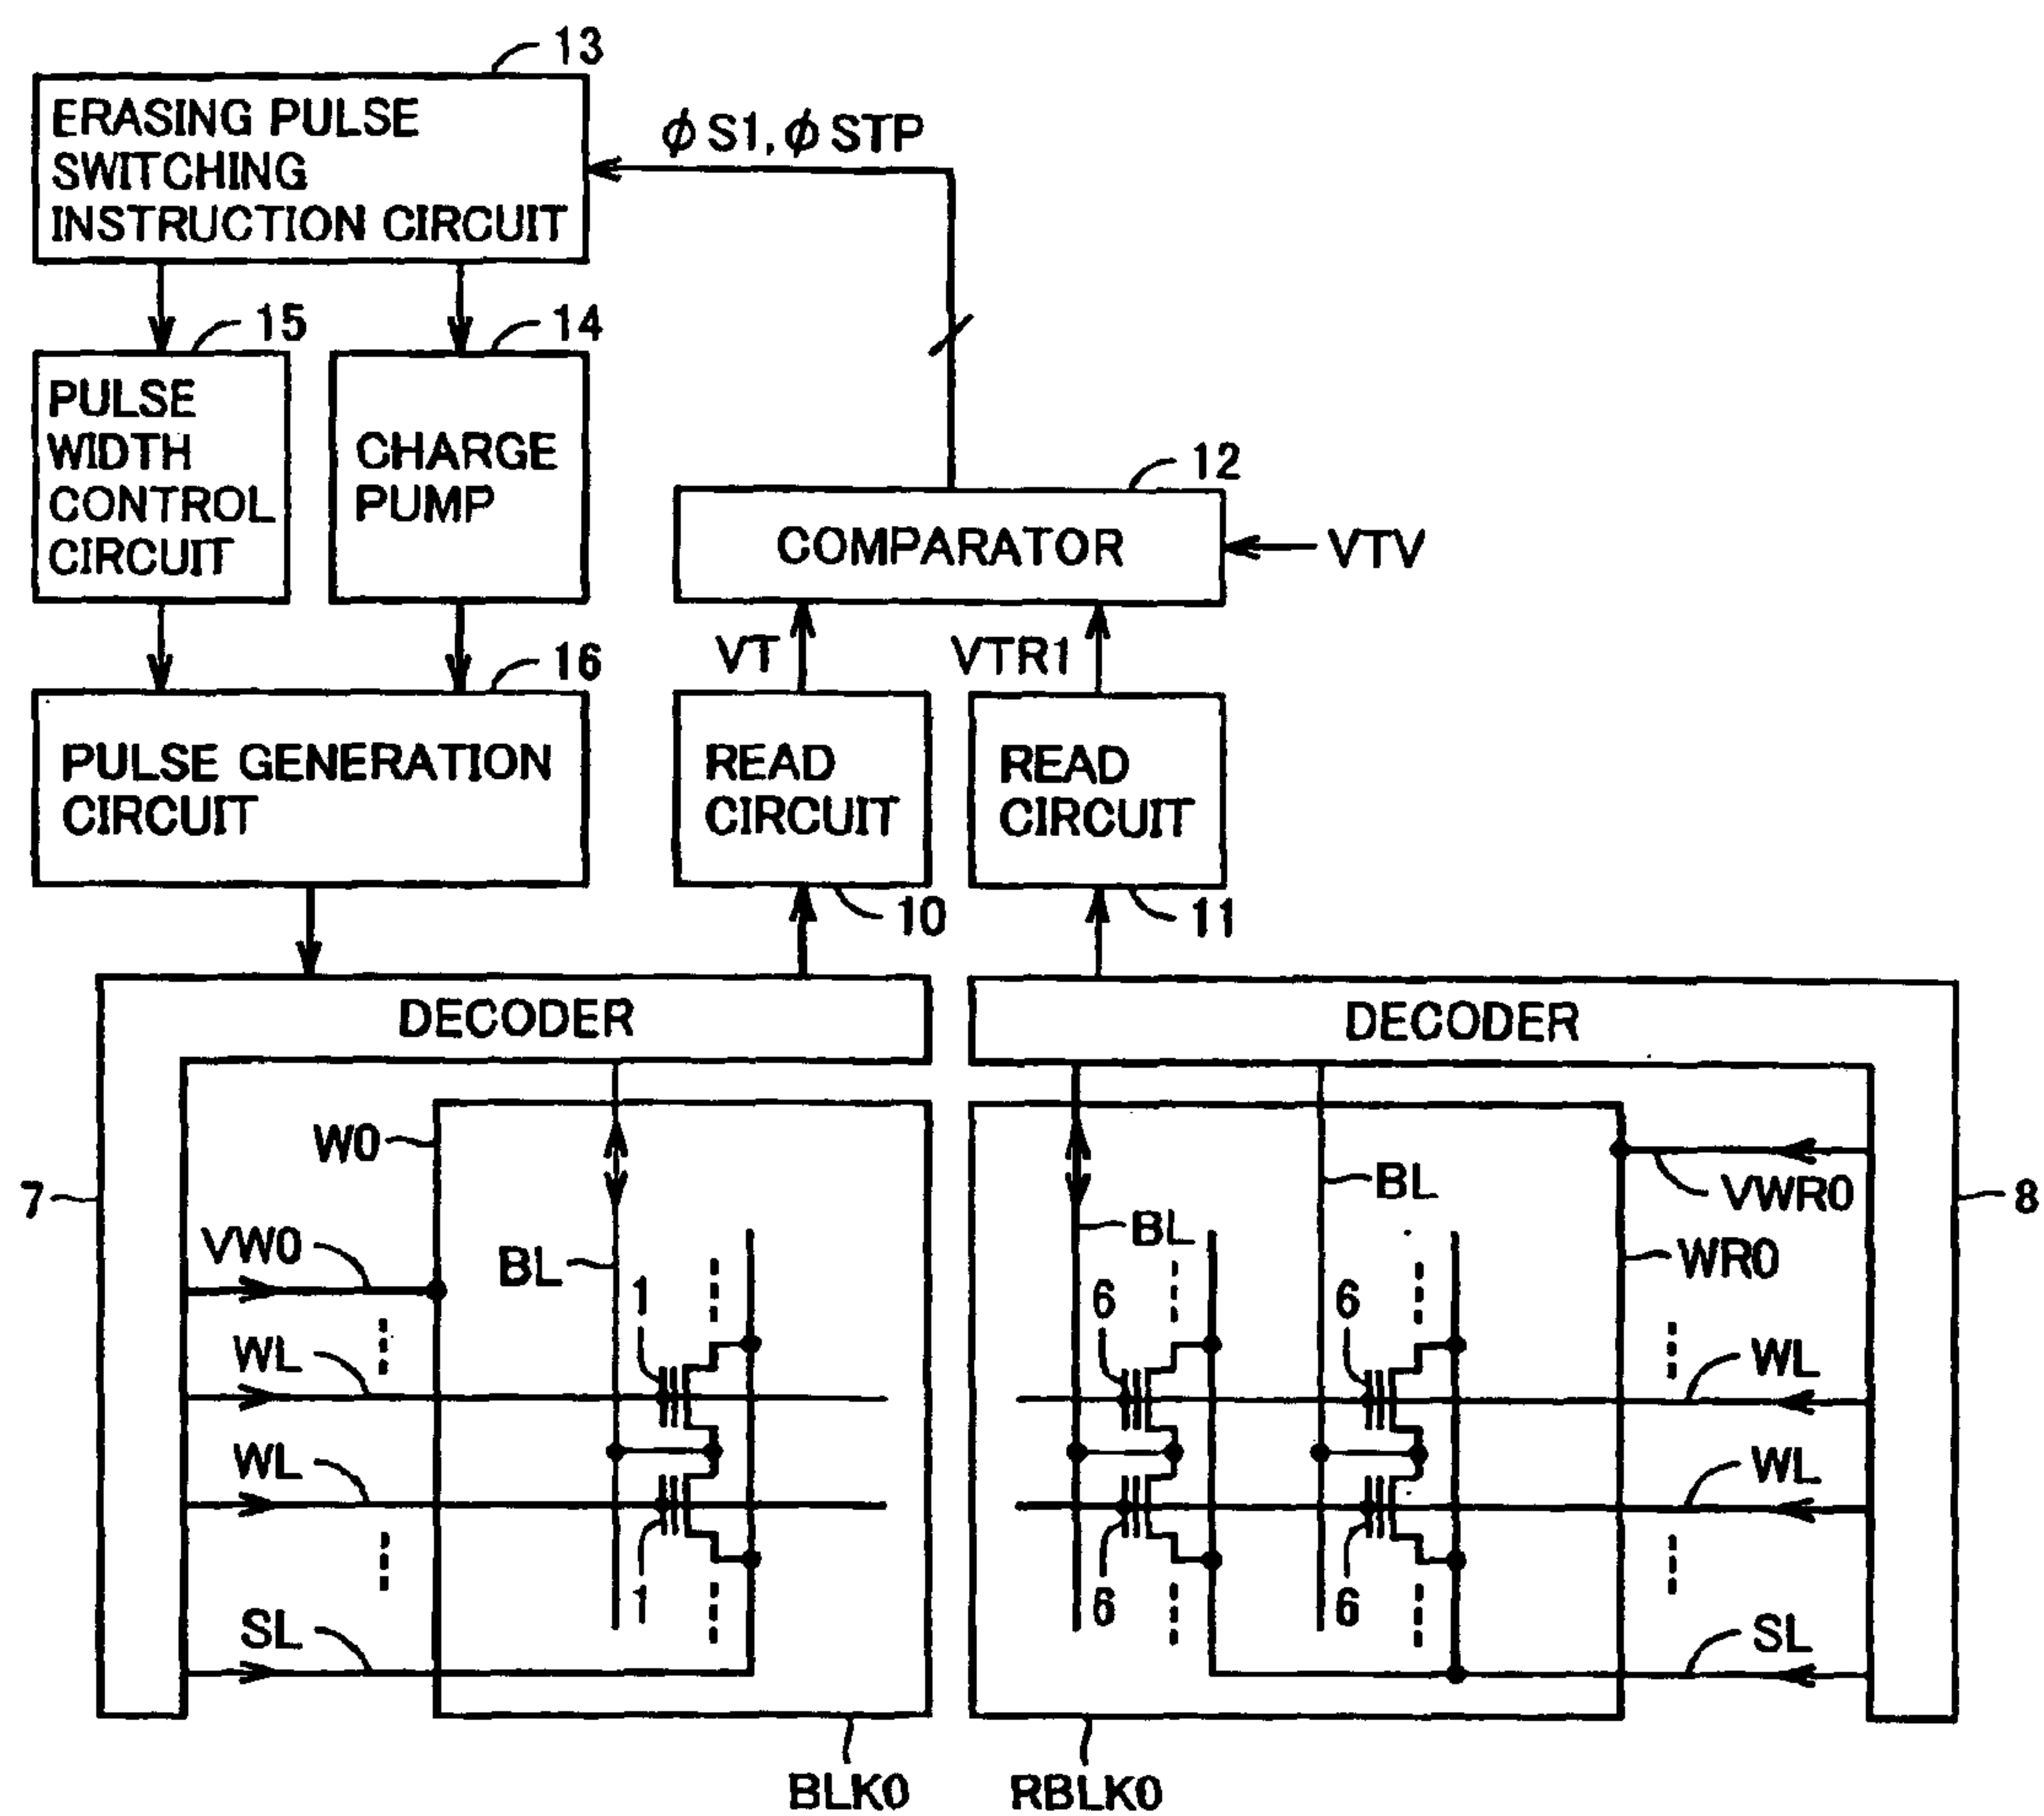 13
ERASING PULSE
SWITCHING
INSTRUCTION CIRCUIT
ϕS1, ϕSTP
15
14
PULSE
WIDTH
CONTROL
CIRCUIT
CHARGE
PUMP
12
COMPARATOR
VTV
16
VT
VTR1
PULSE GENERATION
CIRCUIT
READ
CIRCUIT
READ
CIRCUIT
10
11
DECODER
DECODER
W0
7
BL
VWR0
8
VW0
BL
BL
WR0
1
6
6
WL
WL
WL
WL
1
6
6
SL
SL
BLK0
RBLK0